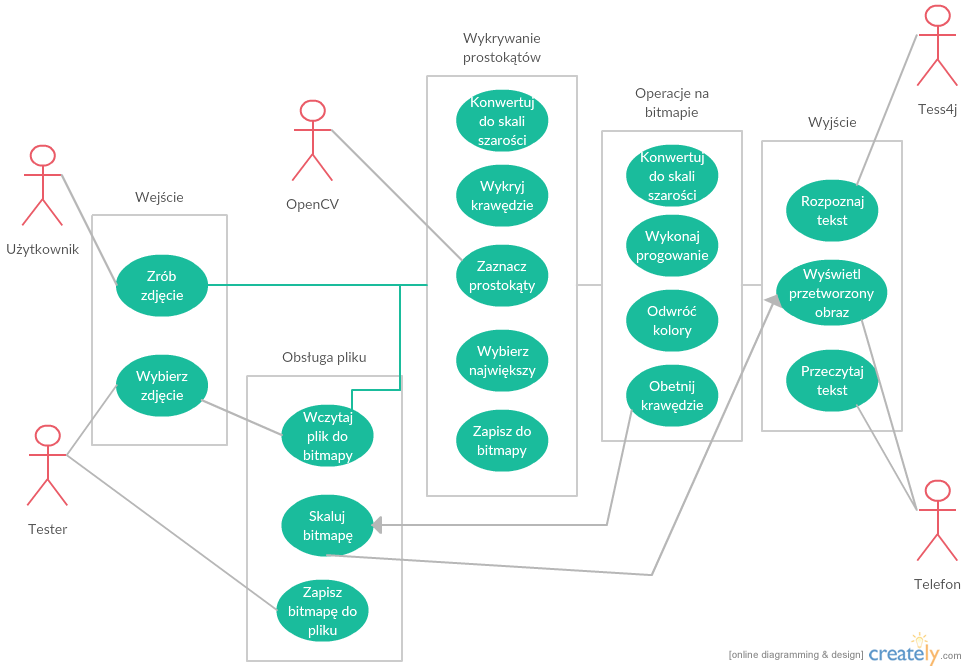 Wykrywanie
prostokątów
Konwertuj
do skali
szarości
Wykryj
krawędzie
Zaznacz
prostokąty
Wybierz
największy
Zapisz do
bitmapy
Operacje na
bitmapie
Konwertuj
do skali
szarości
Wykonaj
progowanie
Odwróć
kolory
Obetnij
krawędzie
Wyjście
Rozpoznaj
tekst
Wyświetl
przetworzony
obraz
Przeczytaj
tekst
Tess4j
Telefon
OpenCV
Użytkownik
Wejście
Zrób
zdjęcie
Wybierz
zdjęcie
Tester
Obsługa pliku
Wczytaj
plik do
bitmapy
Skaluj
bitmapę
Zapisz
bitmapę do
pliku
[online diagramming & design] creately.com